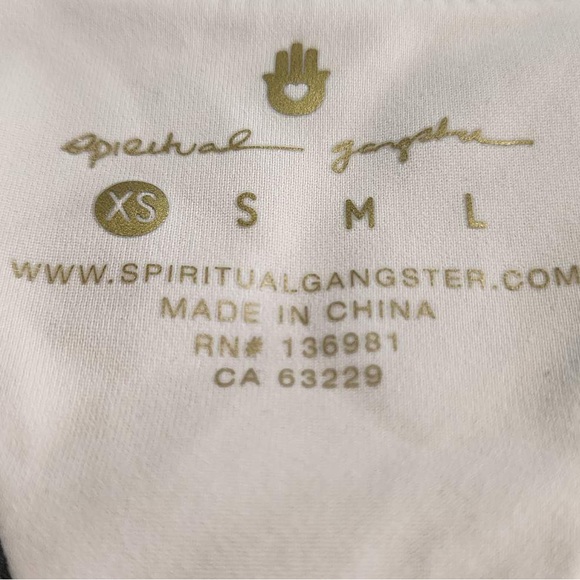 spiritual gangster
XS S M L
WWW.SPIRITUALGANGSTER.COM
MADE IN CHINA
RN# 136981
CA 63229